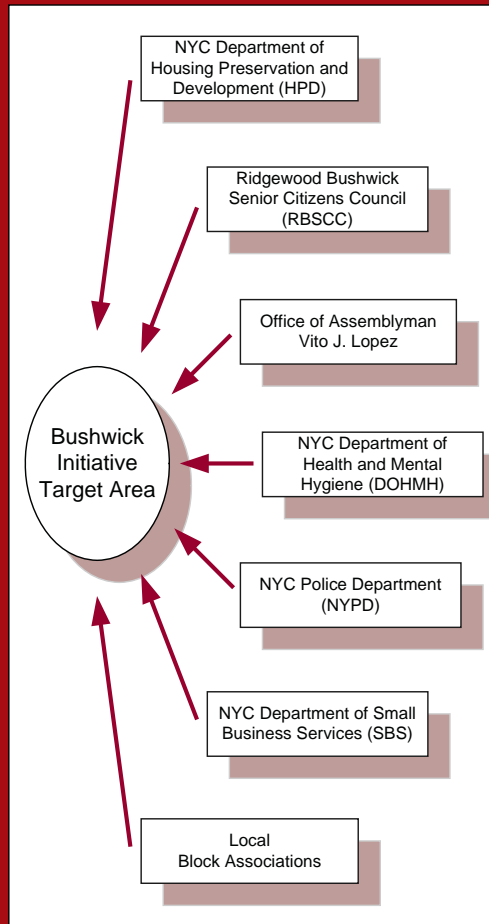 NYC Department of
Housing Preservation and
Development (HPD)
Ridgewood Bushwick
Senior Citizens Council
(RBSCC)
Office of Assemblyman
Vito J. Lopez
Bushwick
Initiative
Target Area
NYC Department of
Health and Mental
Hygiene (DOHMH)
NYC Police Department
(NYPD)
NYC Department of Small
Business Services (SBS)
Local
Block Associations